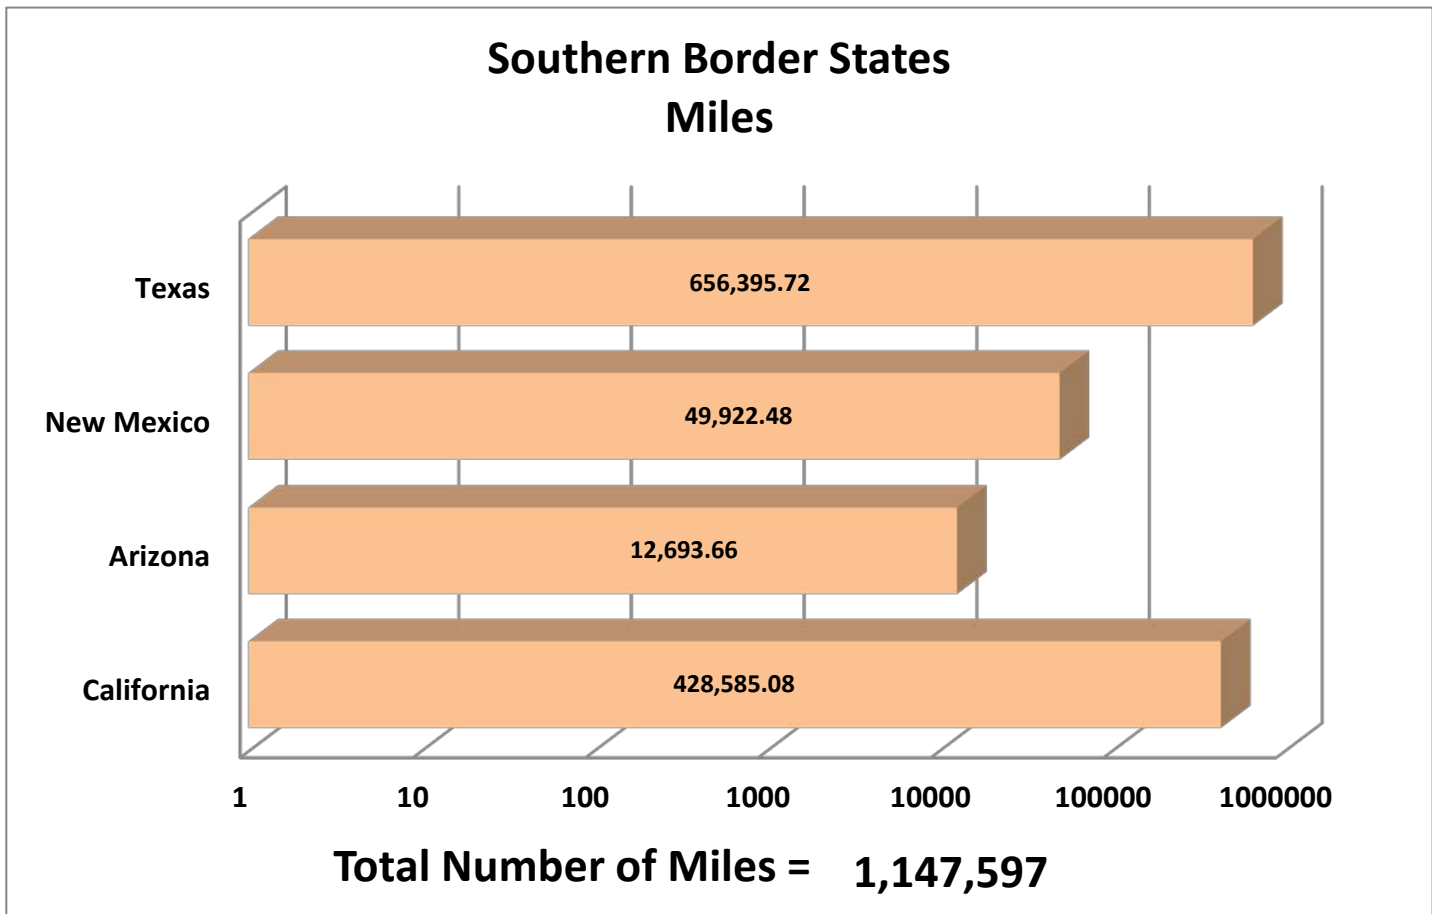 Southern Border States
Miles
Texas
656,395.72
New Mexico
49,922.48
Arizona
12,693.66
California
428,585.08
1 10 100 1000 10000 100000 1000000
Total Number of Miles = 1,147,597